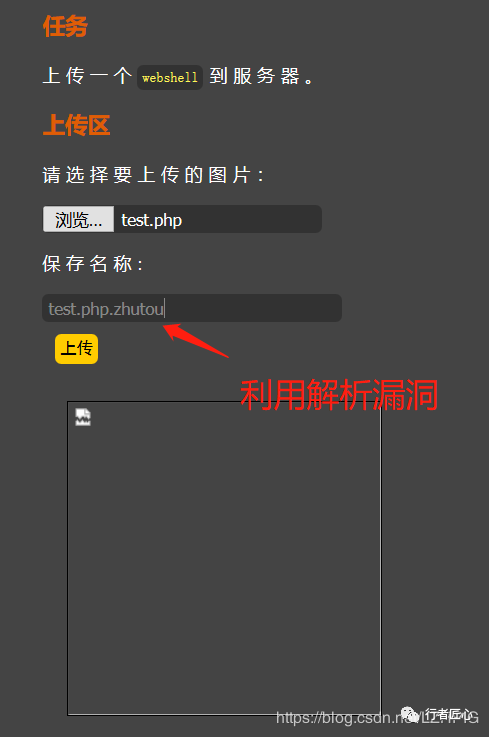 任务
上传一个 webshell 到服务器。
上传区
请选择要上传的图片：
浏览... test.php
保存名称：
test.php.zhutou
上传
利用解析漏洞
https://blog.csdn.net/
行者匠心